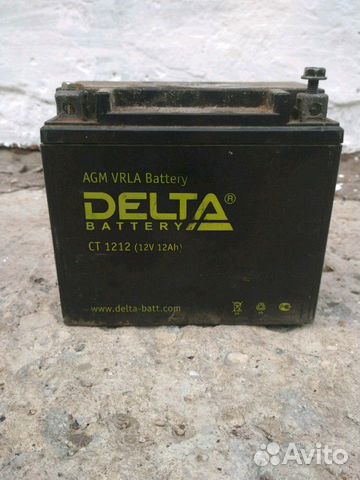 AGM VRLA Battery
DELTA®
BATTERY
CT 1212 (12V 12Ah)
www.delta-batt.com
Avito